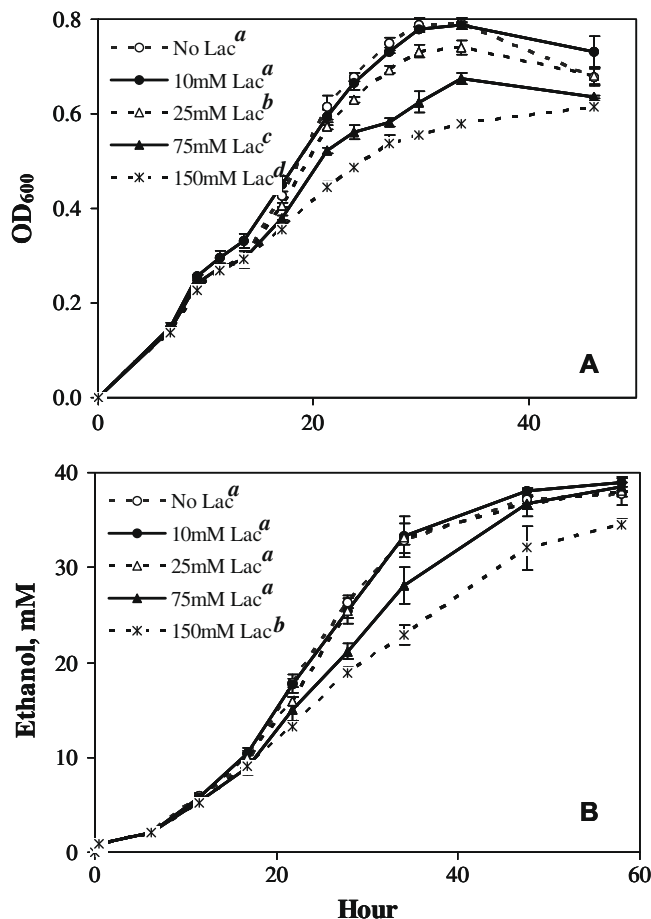 0.8
0.6
0.4
0.2
0.0
OD600
No Lac a
10mM Lac a
25mM Lac b
75mM Lac c
150mM Lac d
A
0 20 40
40
30
20
10
0
Ethanol, mM
No Lac a
10mM Lac a
25mM Lac a
75mM Lac a
150mM Lac b
B
0 20 40 60
Hour